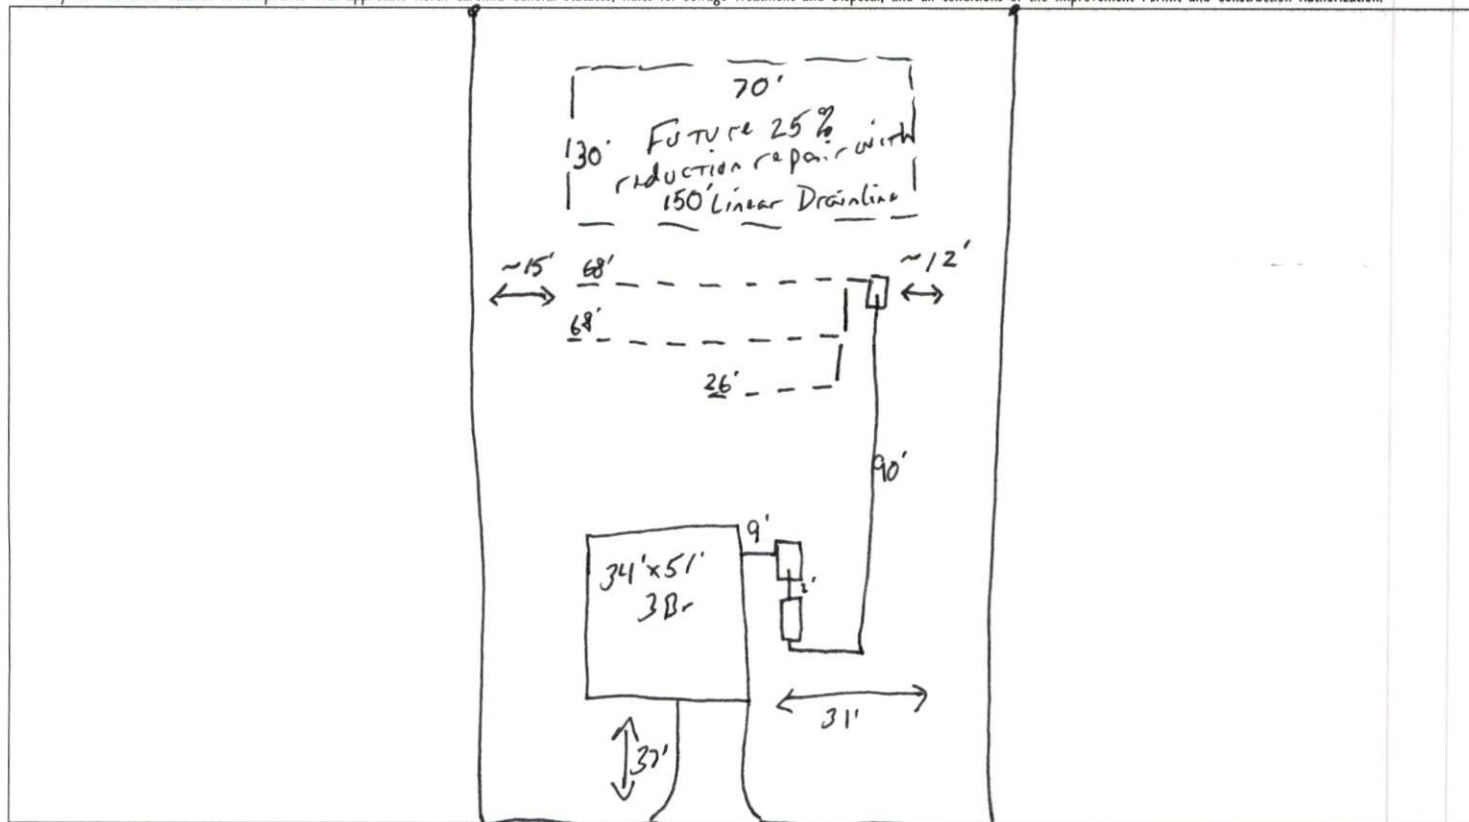 70'
30' Future 25%
reduction repair with
150' Linear Drainline
~15' 68' ~12'
68'
26'
90'
9'
34'x51'
3Br
31'
37'